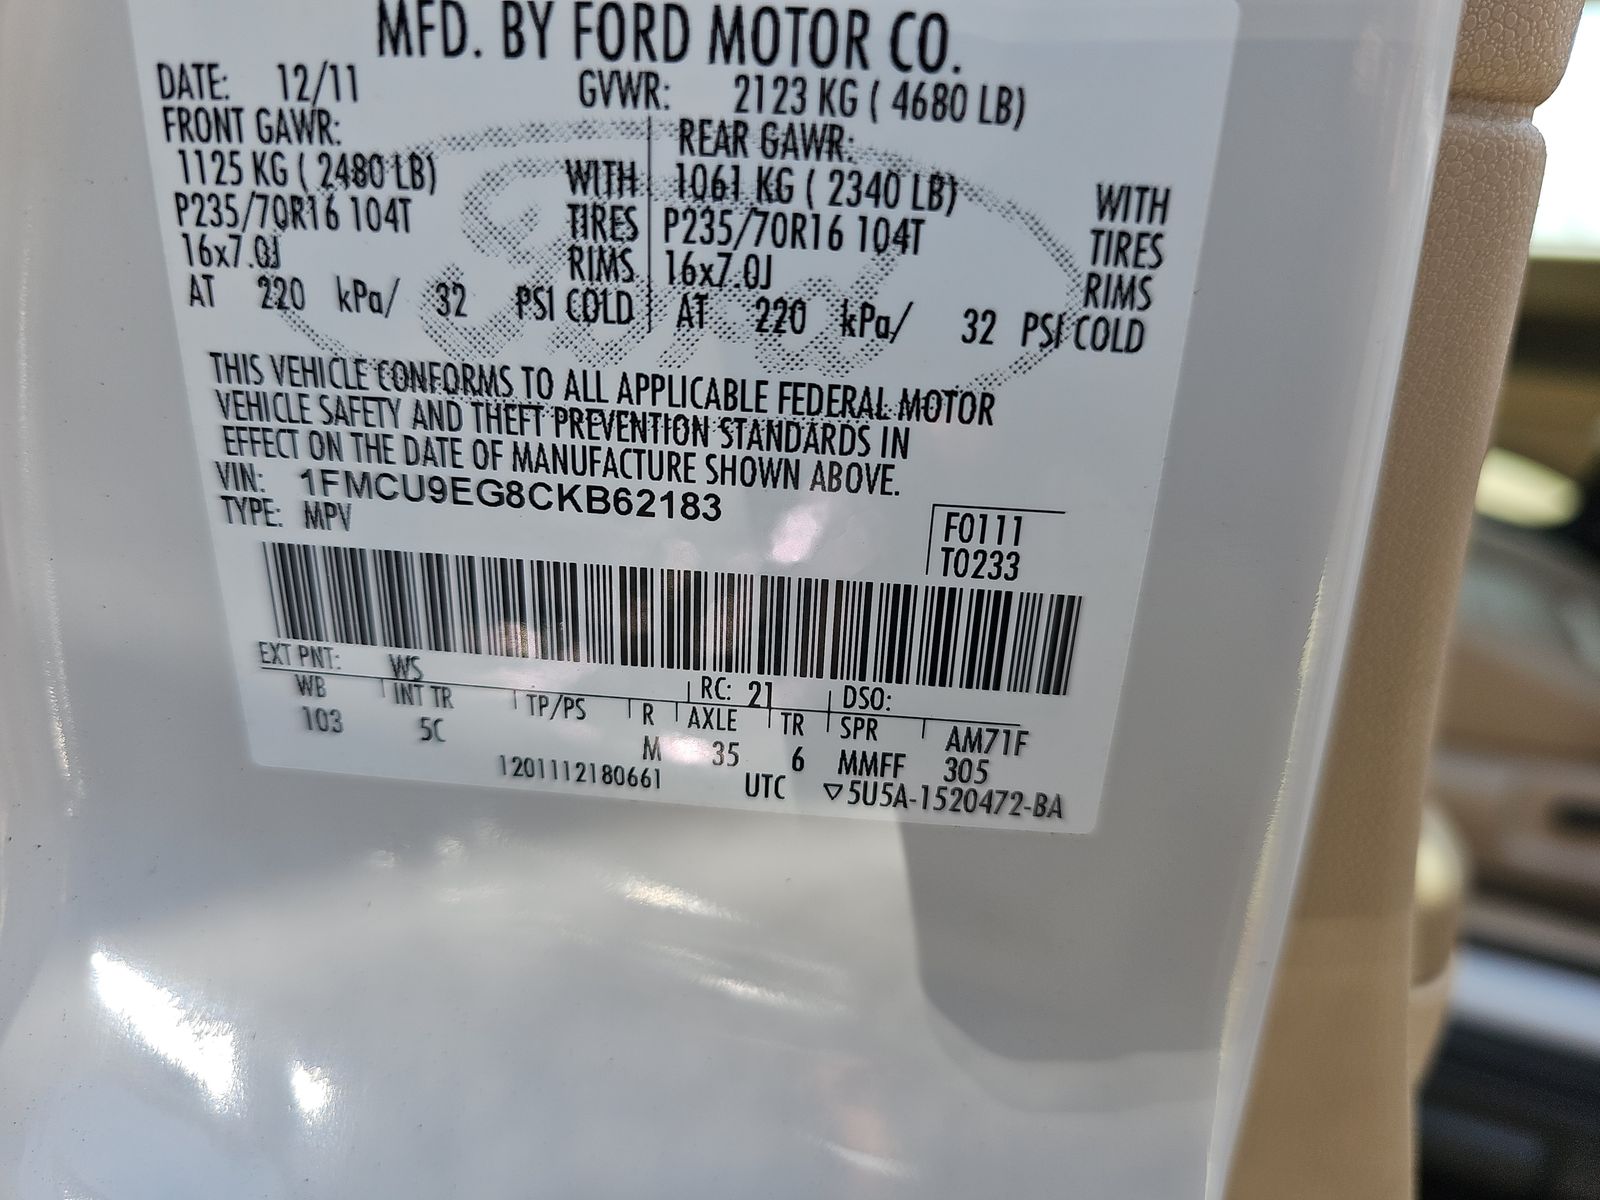 MFD. BY FORD MOTOR CO.
DATE: 12/11 GVWR: 2123 KG ( 4680 LB)
FRONT GAWR: REAR GAWR:
1125 KG ( 2480 LB) WITH 1061 KG ( 2340 LB) WITH
P235/70R16 104T TIRES P235/70R16 104T TIRES
16x7.0J RIMS 16x7.0J RIMS
AT 220 kPa/ 32 PSI COLD AT 220 kPa/ 32 PSI COLD
THIS VEHICLE CONFORMS TO ALL APPLICABLE FEDERAL MOTOR
VEHICLE SAFETY AND THEFT PREVENTION STANDARDS IN
EFFECT ON THE DATE OF MANUFACTURE SHOWN ABOVE.
VIN: 1FMCU9EG8CKB62183
TYPE: MPV
F0111
T0233
EXT PNT: WS RC: 21 DSO:
WB INT TR TP/PS R AXLE TR SPR AM71F
103 5C M 35 6 MMFF 305
1201112180661 UTC ▽5U5A-1520472-BA
Ford